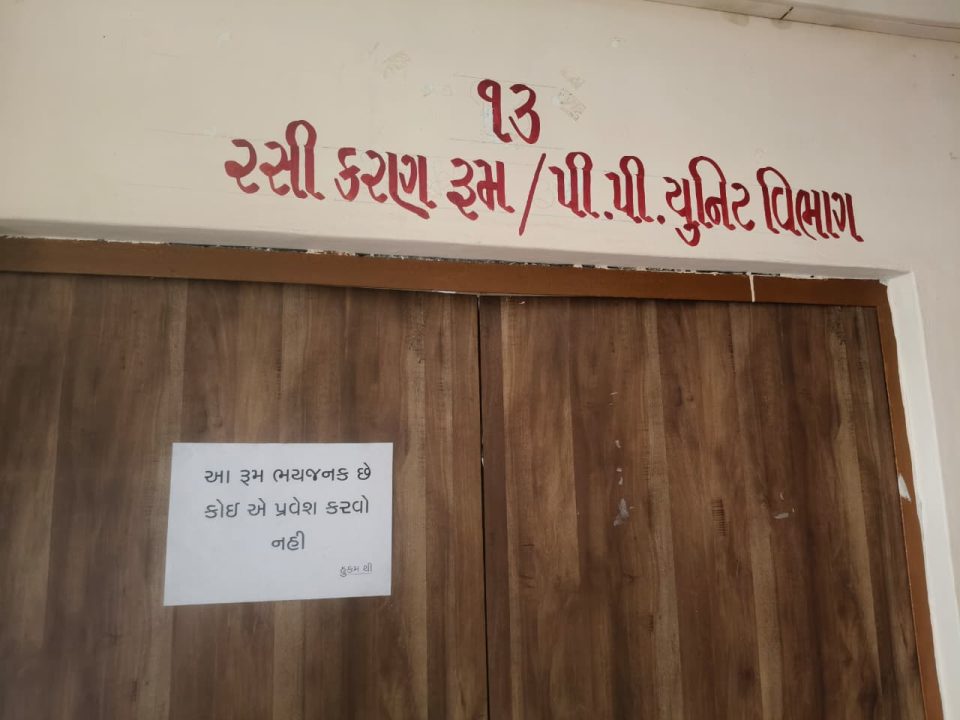 ૧૩
રસી કરણ રૂમ / પી.પી. યુનિટ વિભાગ
આ રૂમ ભયજનક છે
કોઇ એ પ્રવેશ કરવો
નહી
હુકમ થી